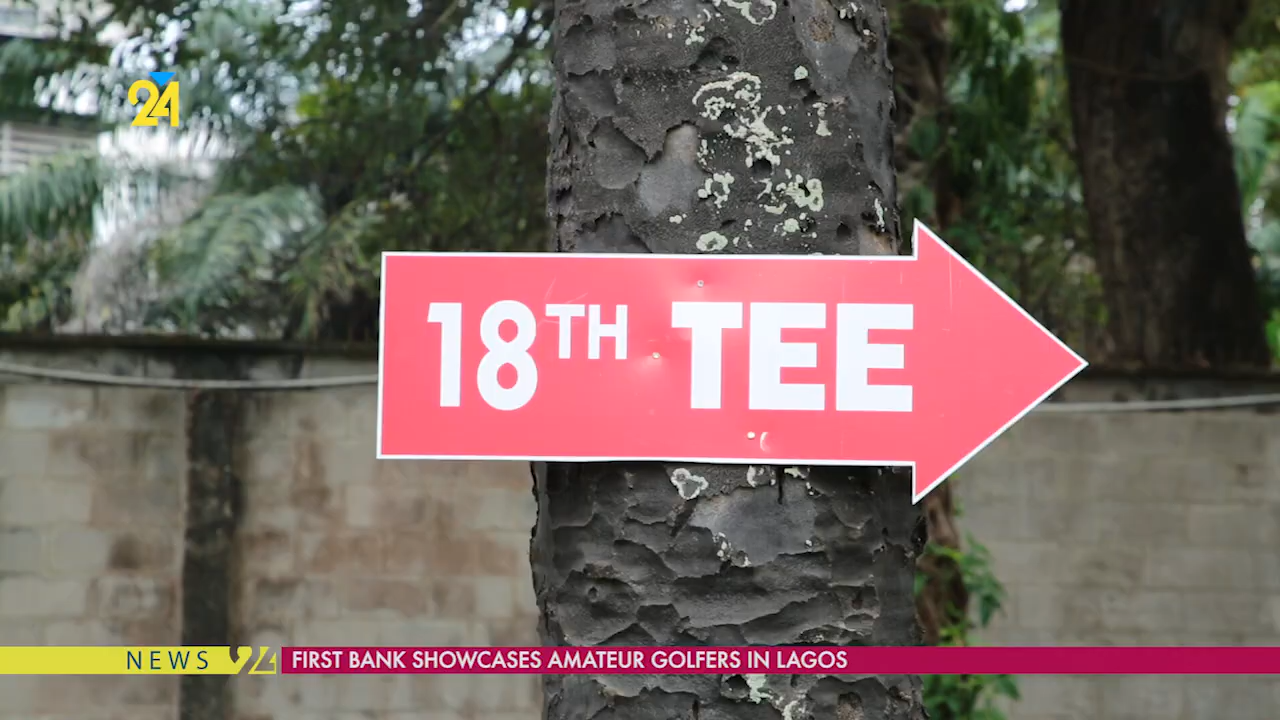 24
18TH TEE
NEWS 24 FIRST BANK SHOWCASES AMATEUR GOLFERS IN LAGOS